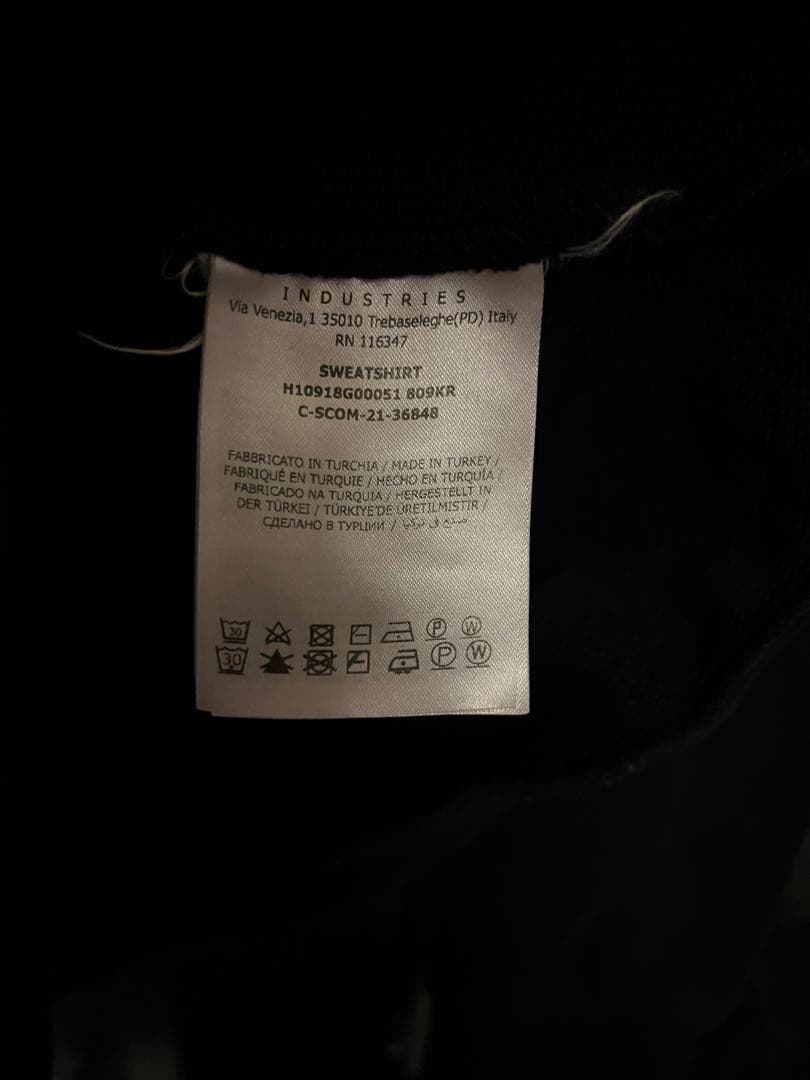 INDUSTRIES
Via Venezia,1 35010 Trebaseleghe(PD) Italy
RN 116347
SWEATSHIRT
H10918G00051 809KR
C-SCOM-21-36848
FABBRICATO IN TURCHIA / MADE IN TURKEY /
FABRIQUÉ EN TURQUIE / HECHO EN TURQUÍA /
FABRICADO NA TURQUIA / HERGESTELLT IN
DER TÜRKEI / TÜRKIYE'DE ÜRETILMISTIR /
СДЕЛАНО В ТУРЦИИ / صنع في تركيا
30 P W
30 P W